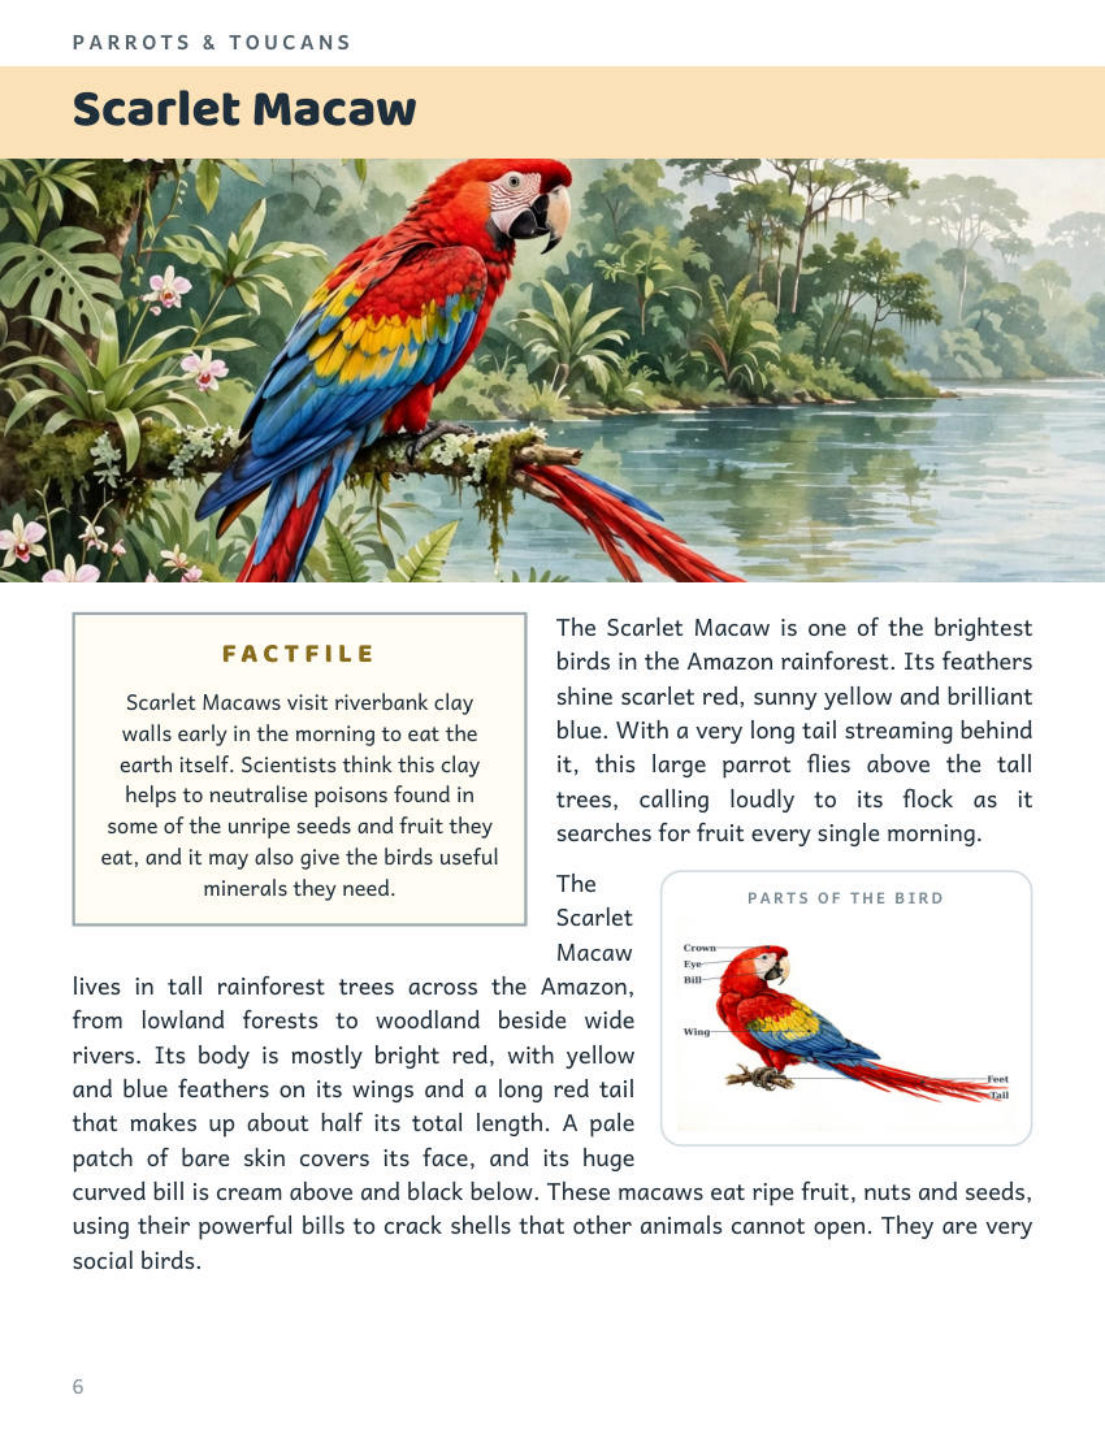 PARROTS & TOUCANS
Scarlet Macaw
FACTFILE
Scarlet Macaws visit riverbank clay
walls early in the morning to eat the
earth itself. Scientists think this clay
helps to neutralise poisons found in
some of the unripe seeds and fruit they
eat, and it may also give the birds useful
minerals they need.
The Scarlet Macaw is one of the brightest
birds in the Amazon rainforest. Its feathers
shine scarlet red, sunny yellow and brilliant
blue. With a very long tail streaming behind
it, this large parrot flies above the tall
trees, calling loudly to its flock as it
searches for fruit every single morning.
The
Scarlet
Macaw
lives in tall rainforest trees across the Amazon,
from lowland forests to woodland beside wide
rivers. Its body is mostly bright red, with yellow
and blue feathers on its wings and a long red tail
that makes up about half its total length. A pale
patch of bare skin covers its face, and its huge
curved bill is cream above and black below. These macaws eat ripe fruit, nuts and seeds,
using their powerful bills to crack shells that other animals cannot open. They are very
social birds.
PARTS OF THE BIRD
Crown
Eye
Bill
Wing
Feet
Tail
6